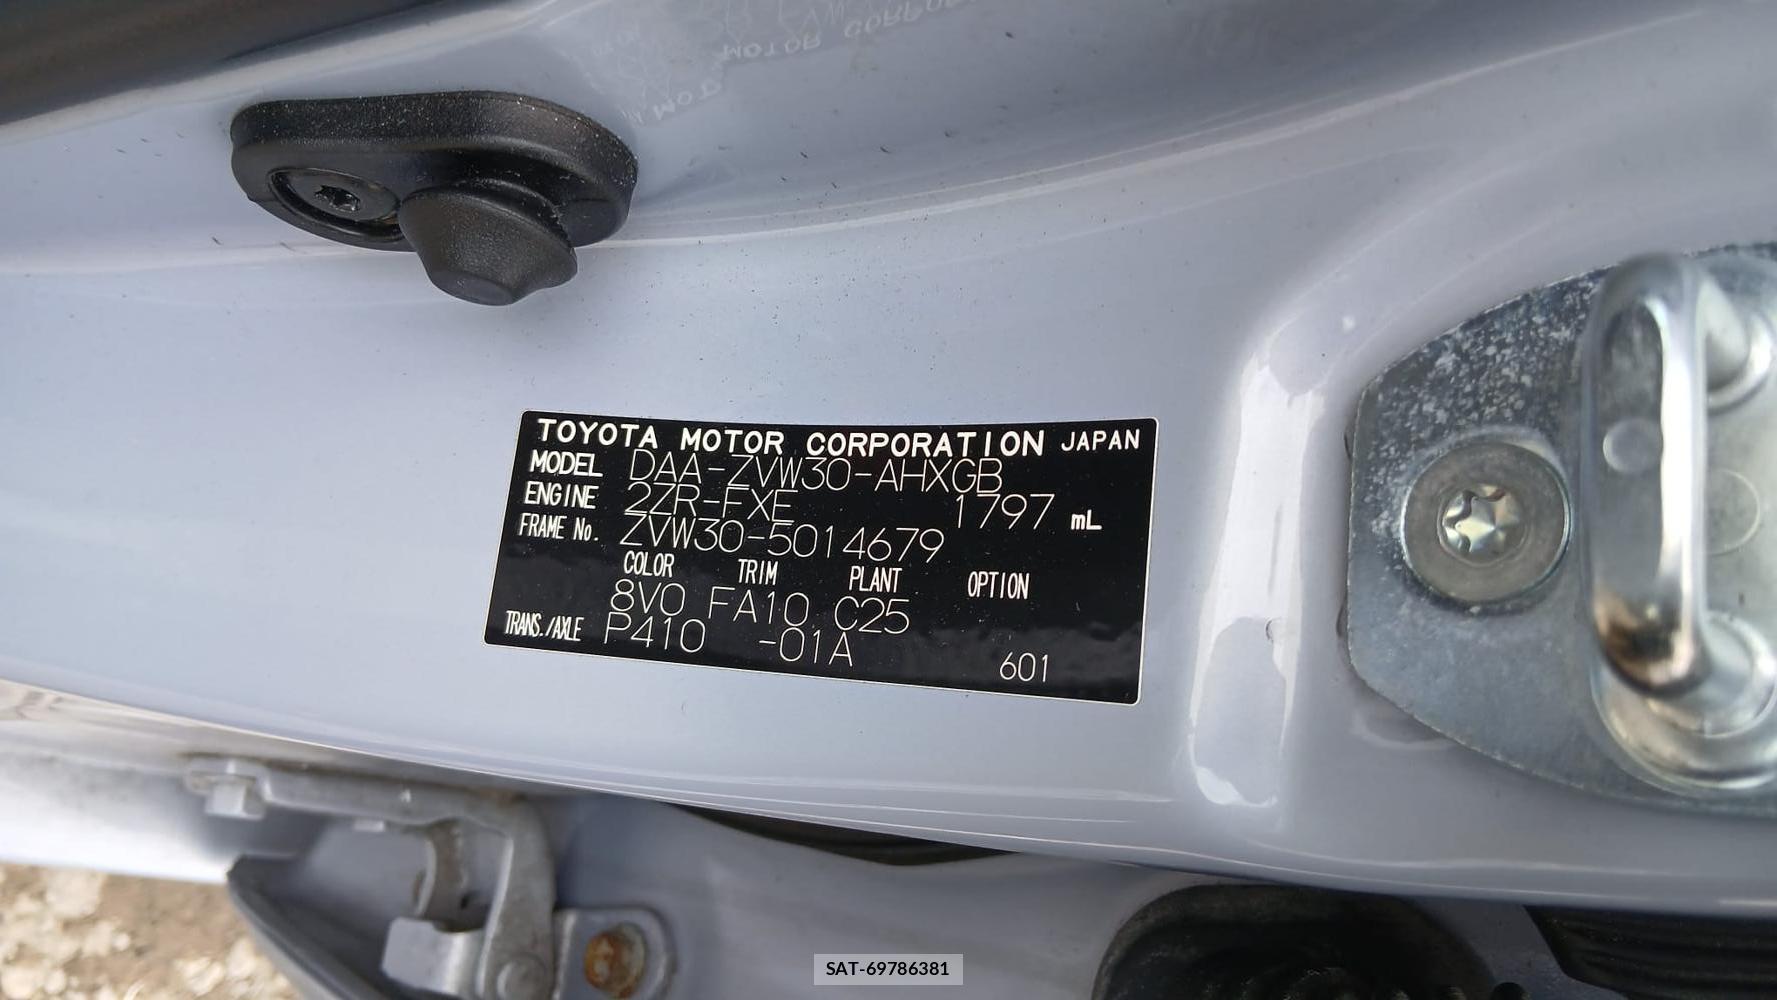 TOYOTA MOTOR CORPORATION JAPAN
MODEL DAA-ZVW30-AHXGB
ENGINE 2ZR-FXE 1797 mL
FRAME No. ZVW30-5014679
COLOR TRIM PLANT OPTION
8V0 FA10 C25
TRANS./AXLE P410 -01A 601
SAT-69786381